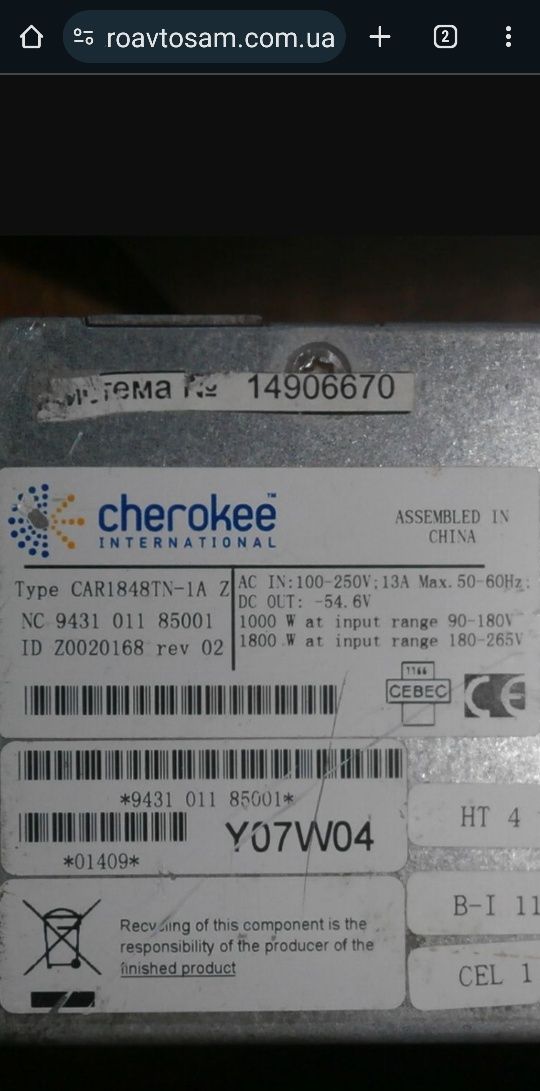 roavtosam.com.ua
2
14906670
cherokee™
INTERNATIONAL
ASSEMBLED IN
CHINA
Type CAR1848TN-1A Z
NC 9431 011 85001
ID Z0020168 rev 02
AC IN:100-250V;13A Max. 50-60Hz;
DC OUT: -54.6V
1000 W at input range 90-180V
1800 W at input range 180-265V
1166
CEBEC
CE
*9431 011 85001*
Y07W04
*01409*
HT 4
B-I 11
CEL 1
Recycling of this component is the
responsibility of the producer of the
finished product